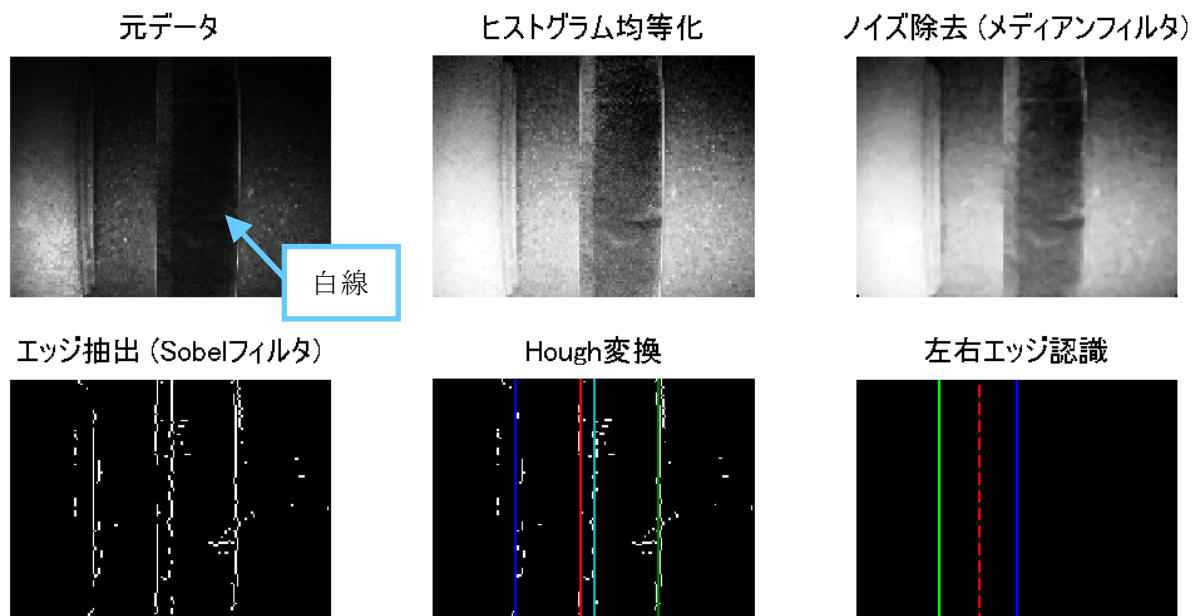 元データ
ヒストグラム均等化
ノイズ除去（メディアンフィルタ）
白線
エッジ抽出（Sobelフィルタ）
Hough変換
左右エッジ認識